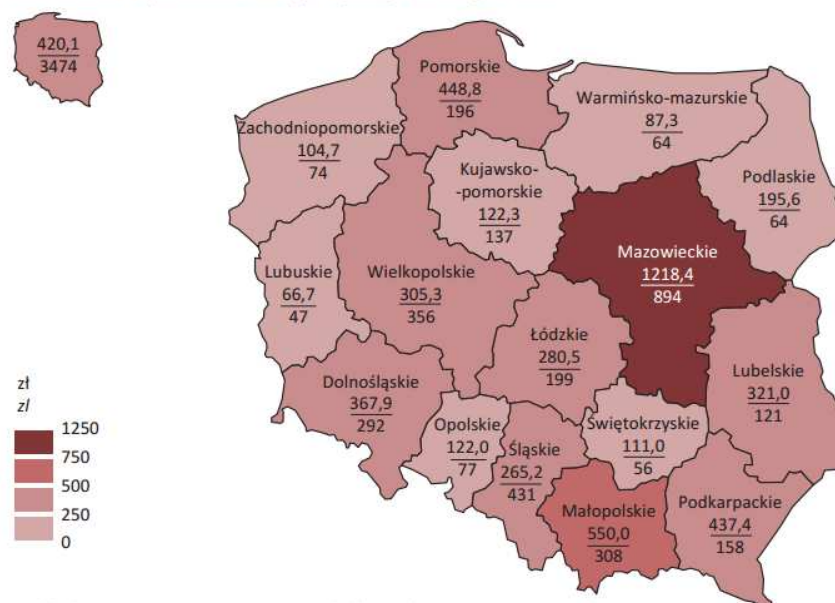 420,1
3474
Pomorskie
448,8
196
Warmińsko-mazurskie
87,3
64
Zachodniopomorskie
104,7
74
Kujawsko-
-pomorskie
122,3
137
Podlaskie
195,6
64
Mazowieckie
1218,4
894
Lubuskie
66,7
47
Wielkopolskie
305,3
356
Łódzkie
280,5
199
Lubelskie
321,0
121
Dolnośląskie
367,9
292
Opolskie
122,0
77
Śląskie
265,2
431
Świętokrzyskie
111,0
56
Małopolskie
550,0
308
Podkarpackie
437,4
158
zł
zl
1250
750
500
250
0